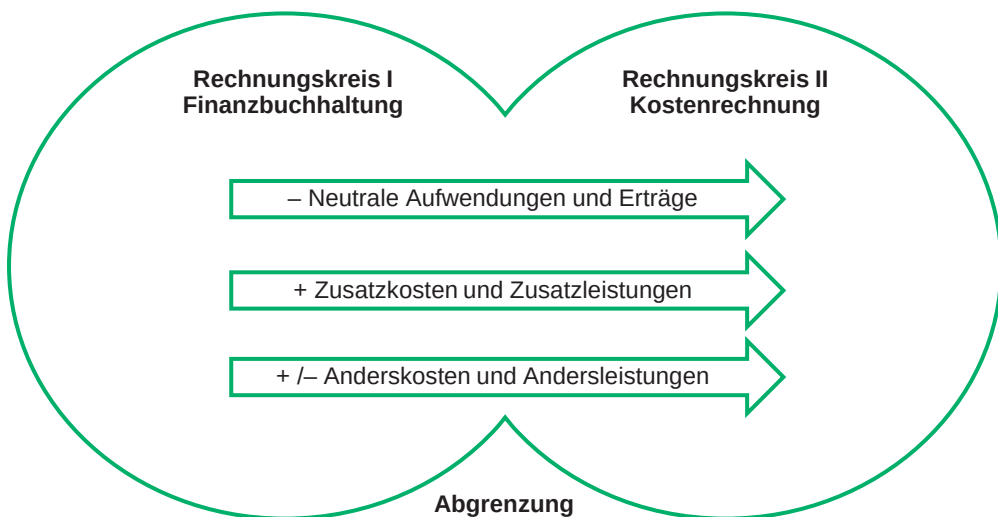 Rechnungskreis I
Finanzbuchhaltung
Rechnungskreis II
Kostenrechnung
– Neutrale Aufwendungen und Erträge
+ Zusatzkosten und Zusatzleistungen
+ /– Anderskosten und Andersleistungen
Abgrenzung